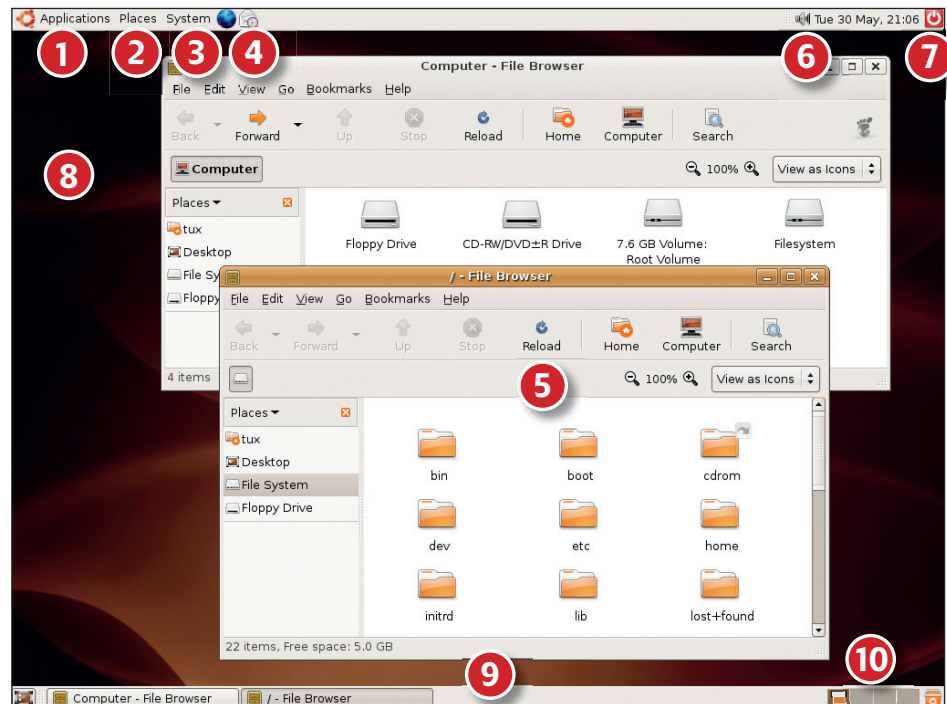 Applications Places System Tue 30 May, 21:06
1 2 3 4 6 7
Computer - File Browser
File Edit View Go Bookmarks Help
Back Forward Up Stop Reload Home Computer Search
8
Computer 100% View as Icons
Places
tux
Desktop
File Sy
Floppy
4 items
Floppy Drive CD-RW/DVD±R Drive 7.6 GB Volume: Filesystem
Root Volume
/ - File Browser
File Edit View Go Bookmarks Help
Back Forward Up Stop Reload Home Computer Search
5
100% View as Icons
Places
tux
Desktop
File System
Floppy Drive
bin boot cdrom
dev etc home
initrd lib lost+found
22 items, Free space: 5.0 GB
9 10
Computer - File Browser / - File Browser